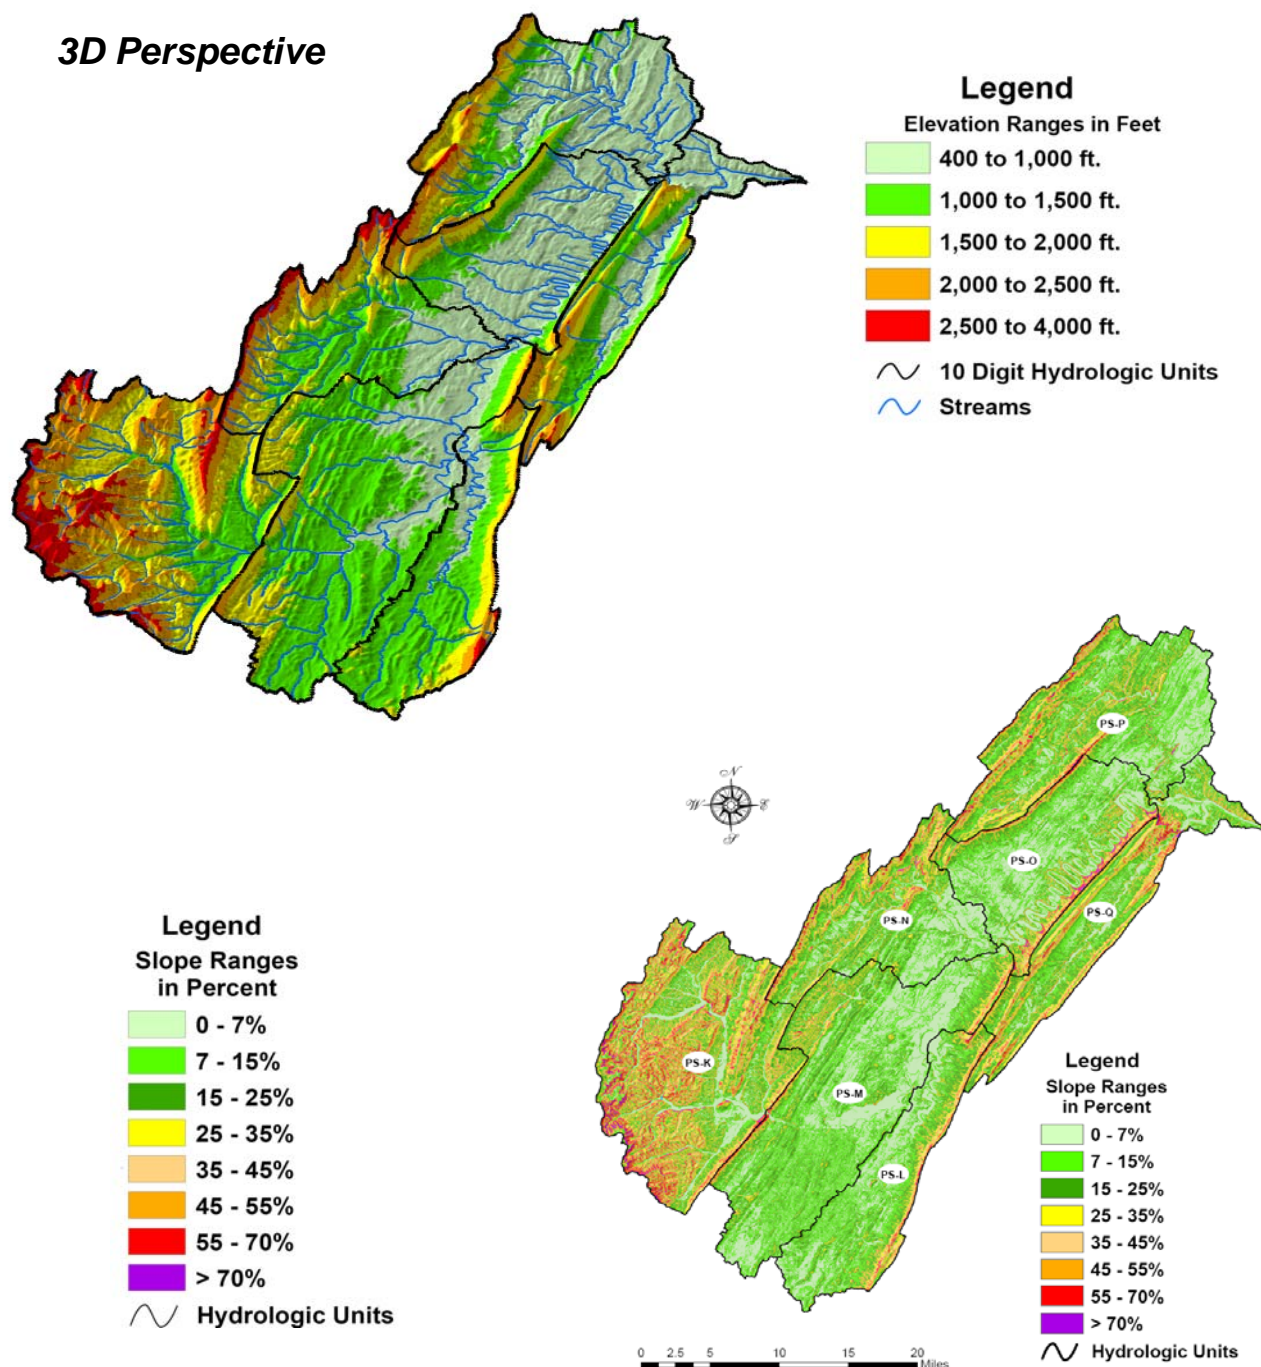 3D Perspective
Legend
Elevation Ranges in Feet
400 to 1,000 ft.
1,000 to 1,500 ft.
1,500 to 2,000 ft.
2,000 to 2,500 ft.
2,500 to 4,000 ft.
10 Digit Hydrologic Units
Streams
PS-P
N
W E
S
PS-O
PS-Q
PS-N
PS-K
PS-M
PS-L
Legend
Slope Ranges
in Percent
0 - 7%
7 - 15%
15 - 25%
25 - 35%
35 - 45%
45 - 55%
55 - 70%
> 70%
Hydrologic Units
Legend
Slope Ranges
in Percent
0 - 7%
7 - 15%
15 - 25%
25 - 35%
35 - 45%
45 - 55%
55 - 70%
> 70%
Hydrologic Units
0 2.5 5 10 15 20
Miles